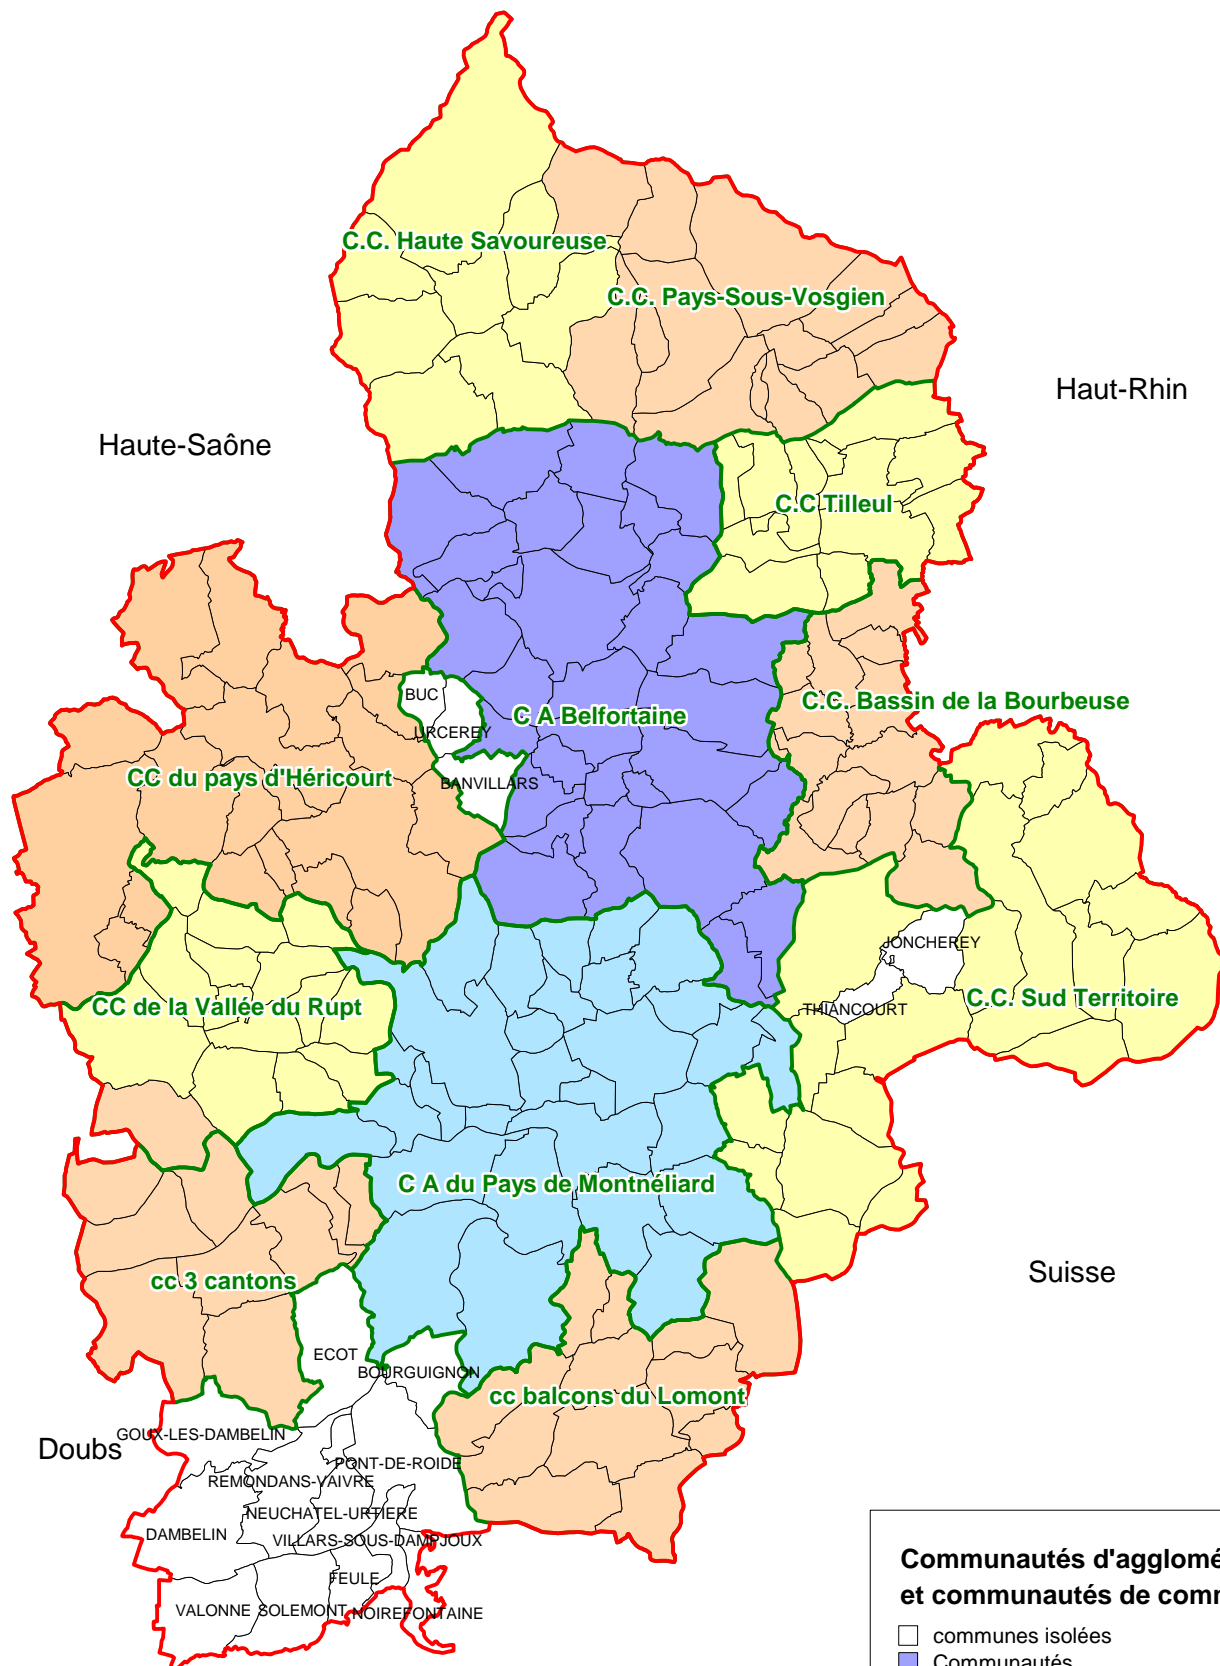 C.C. Haute Savoureuse
C.C. Pays-Sous-Vosgien
Haut-Rhin
Haute-Saône
C.C Tilleul
BUC
C.C. Bassin de la Bourbeuse
C A Belfortaine
URCEREY
CC du pays d'Héricourt
BANVILLARS
JONCHEREY
C.C. Sud Territoire
CC de la Vallée du Rupt
THIANCOURT
C A du Pays de Montnéliard
Suisse
cc 3 cantons
ECOT
BOURGUIGNON
cc balcons du Lomont
GOUX-LES-DAMBELIN
Doubs
PONT-DE-ROIDE
REMONDANS-VAIVRE
NEUCHATEL-URTIERE
DAMBELIN
VILLARS-SOUS-DAMPJOUX
FEULE
VALONNE
SOLEMONT
NOIREFONTAINE
Communautés d'agglomé
et communautés de comm
communes isolées
Communautés